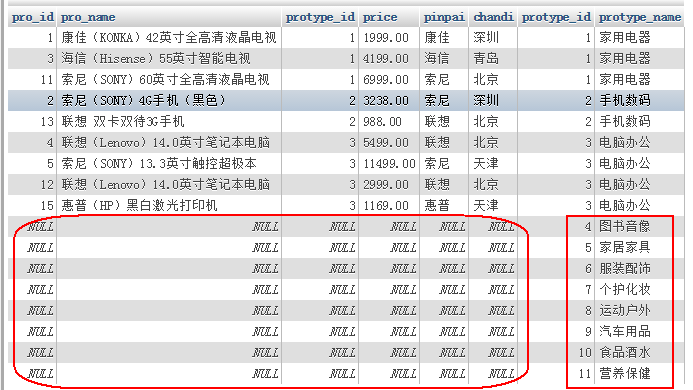 pro_id pro_name protype_id price pinpai chandi protype_id protype_name
1 康佳（KONKA）42英寸全高清液晶电视 1 1999.00 康佳 深圳 1 家用电器
3 海信（Hisense）55英寸智能电视 1 4199.00 海信 青岛 1 家用电器
11 索尼（SONY）60英寸全高清液晶电视 1 6999.00 索尼 北京 1 家用电器
2 索尼（SONY）4G手机（黑色） 2 3238.00 索尼 深圳 2 手机数码
13 联想 双卡双待3G手机 2 988.00 联想 北京 2 手机数码
4 联想（Lenovo）14.0英寸笔记本电脑 3 5499.00 联想 北京 3 电脑办公
5 索尼（SONY）13.3英寸触控超极本 3 11499.00 索尼 天津 3 电脑办公
12 联想（Lenovo）14.0英寸笔记本电脑 3 2999.00 联想 北京 3 电脑办公
15 惠普（HP）黑白激光打印机 3 1169.00 惠普 天津 3 电脑办公
NULL NULL NULL NULL NULL NULL 4 图书音像
NULL NULL NULL NULL NULL NULL 5 家居家具
NULL NULL NULL NULL NULL NULL 6 服装配饰
NULL NULL NULL NULL NULL NULL 7 个护化妆
NULL NULL NULL NULL NULL NULL 8 运动户外
NULL NULL NULL NULL NULL NULL 9 汽车用品
NULL NULL NULL NULL NULL NULL 10 食品酒水
NULL NULL NULL NULL NULL NULL 11 营养保健